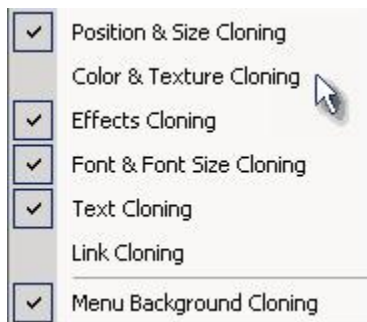 Position & Size Cloning
Color & Texture Cloning
Effects Cloning
Font & Font Size Cloning
Text Cloning
Link Cloning
Menu Background Cloning